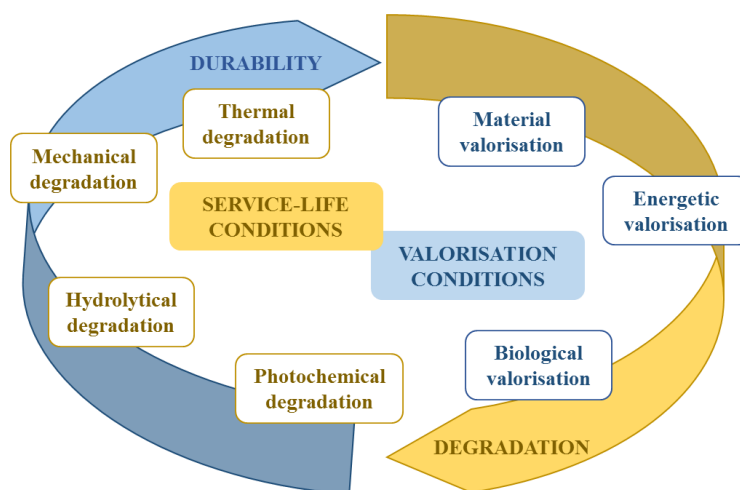 DURABILITY
Thermal
degradation
Mechanical
degradation
Hydrolytical
degradation
Photochemical
degradation
SERVICE-LIFE
CONDITIONS
VALORISATION
CONDITIONS
Material
valorisation
Energetic
valorisation
Biological
valorisation
DEGRADATION